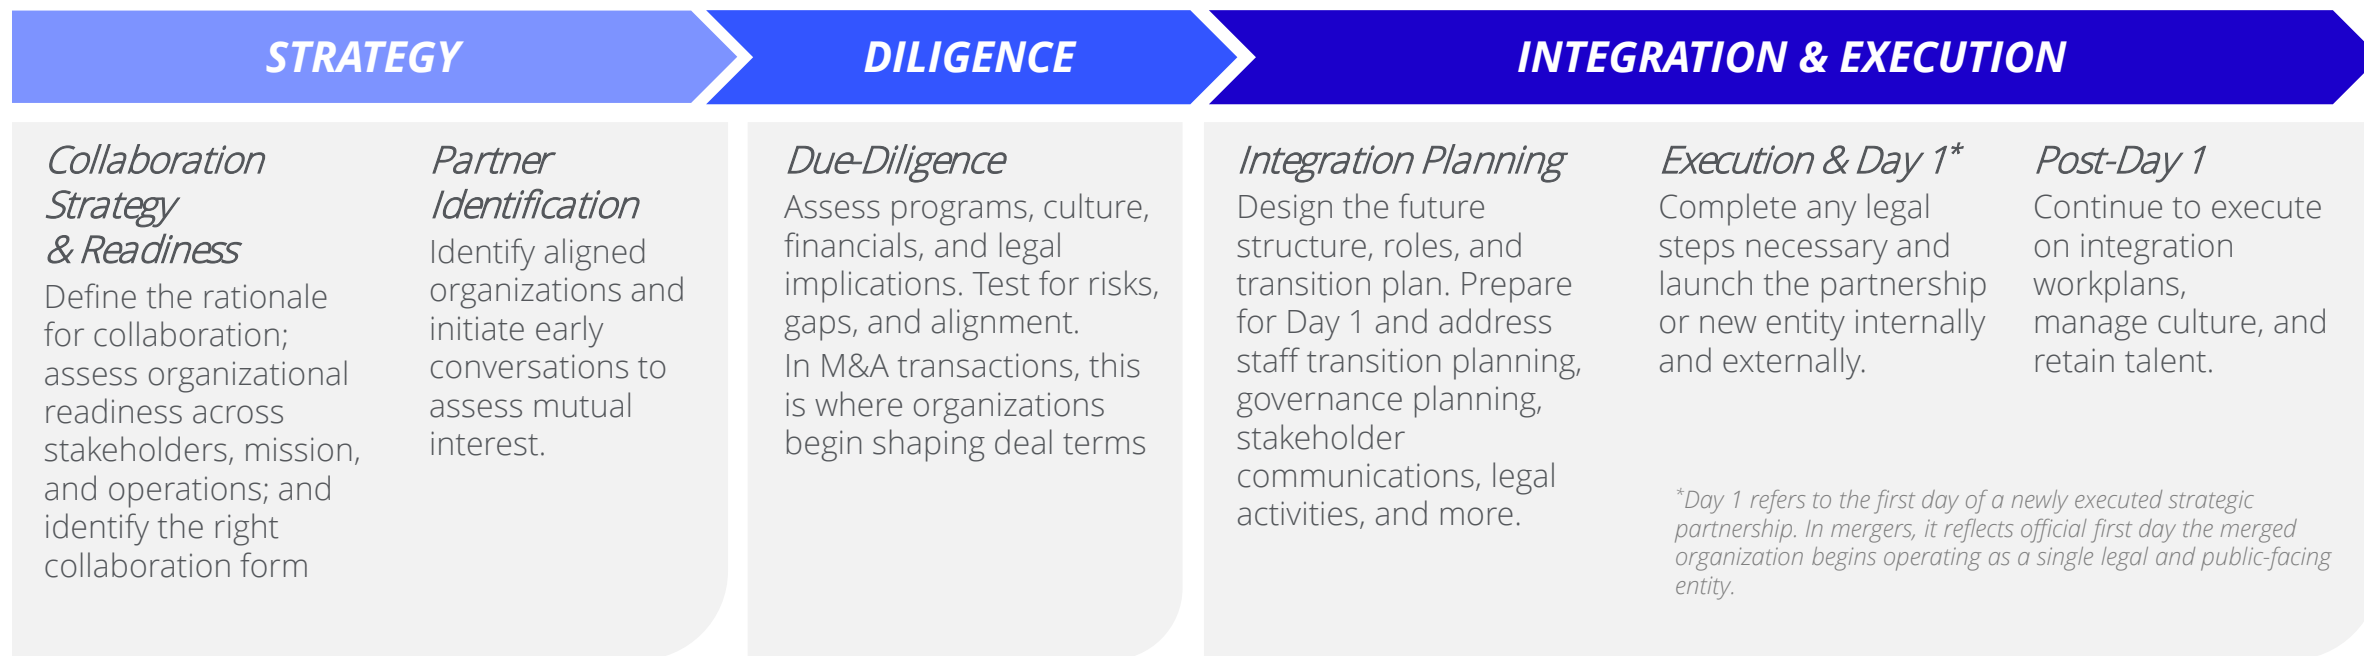 STRATEGY
DILIGENCE
INTEGRATION & EXECUTION
Collaboration
Strategy
& Readiness
Define the rationale
for collaboration;
assess organizational
readiness across
stakeholders, mission,
and operations; and
identify the right
collaboration form
Partner
Identification
Identify aligned
organizations and
initiate early
conversations to
assess mutual
interest.
Due-Diligence
Assess programs, culture,
financials, and legal
implications. Test for risks,
gaps, and alignment.
In M&A transactions, this
is where organizations
begin shaping deal terms
Integration Planning
Design the future
structure, roles, and
transition plan. Prepare
for Day 1 and address
staff transition planning,
governance planning,
stakeholder
communications, legal
activities, and more.
Execution & Day 1*
Complete any legal
steps necessary and
launch the partnership
or new entity internally
and externally.
Post-Day 1
Continue to execute
on integration
workplans,
manage culture, and
retain talent.
*Day 1 refers to the first day of a newly executed strategic
partnership. In mergers, it reflects official first day the merged
organization begins operating as a single legal and public-facing
entity.